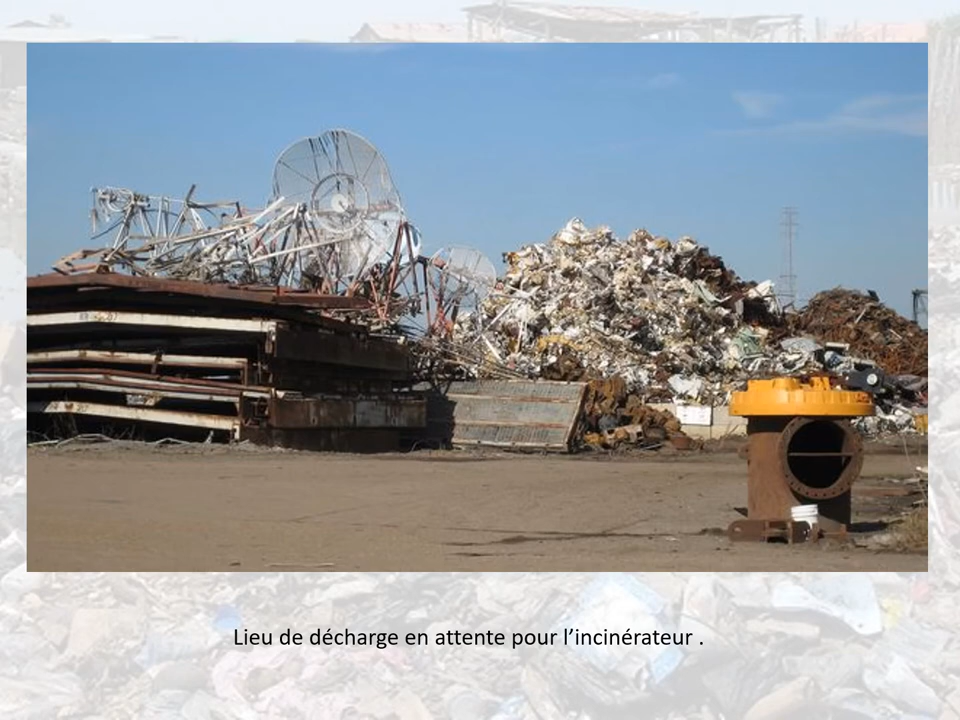 Lieu de décharge en attente pour l’incinérateur .